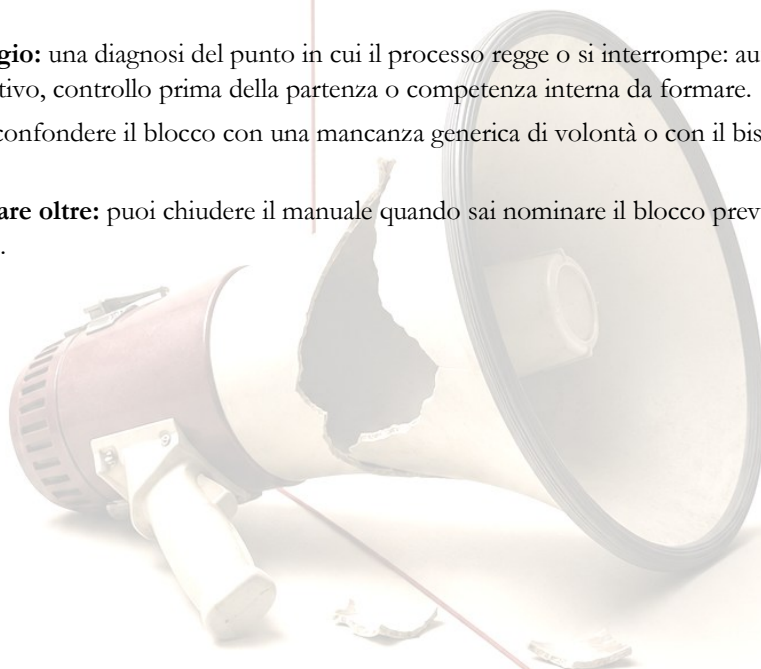 gio: una diagnosi del punto in cui il processo regge o si interrompe: au
tivo, controllo prima della partenza o competenza interna da formare.
confondere il blocco con una mancanza generica di volontà o con il bis
are oltre: puoi chiudere il manuale quando sai nominare il blocco prev
.